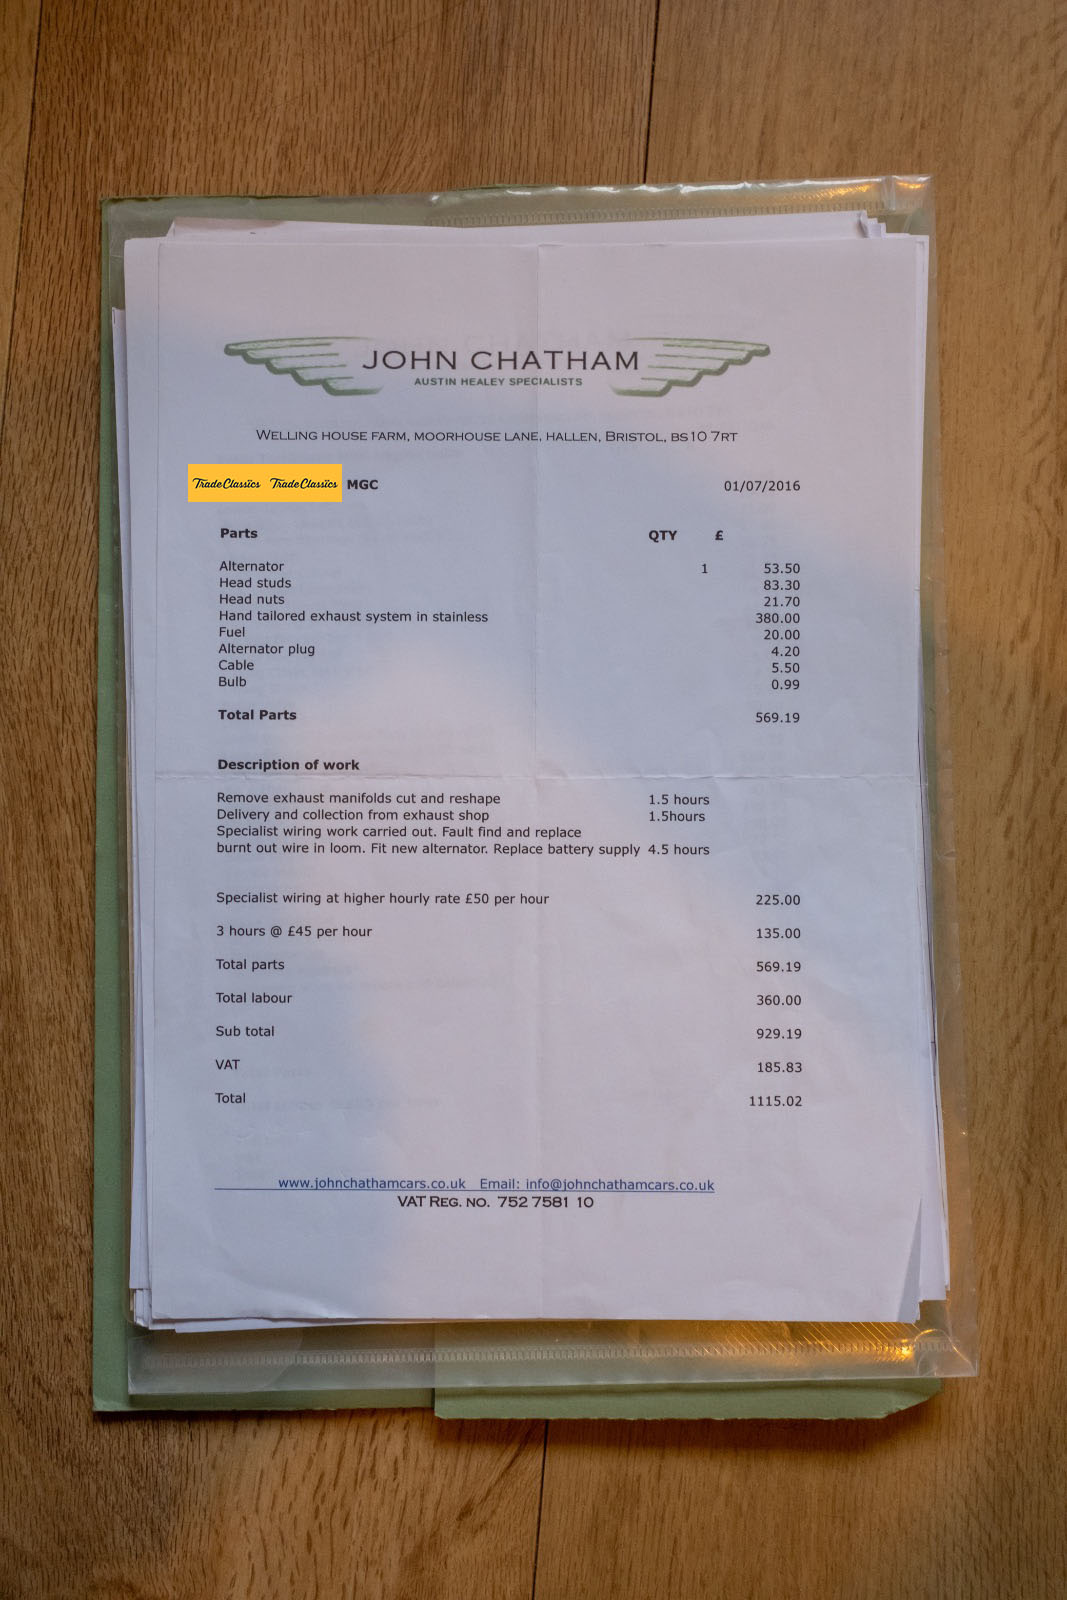 JOHN CHATHAM
AUSTIN HEALEY SPECIALISTS
WELLING HOUSE FARM, MOORHOUSE LANE, HALLEN, BRISTOL, BS10 7RT
TradeClassics TradeClassics MGC 01/07/2016
Parts QTY £
Alternator 1 53.50
Head studs 83.30
Head nuts 21.70
Hand tailored exhaust system in stainless 380.00
Fuel 20.00
Alternator plug 4.20
Cable 5.50
Bulb 0.99
Total Parts 569.19
Description of work
Remove exhaust manifolds cut and reshape 1.5 hours
Delivery and collection from exhaust shop 1.5hours
Specialist wiring work carried out. Fault find and replace
burnt out wire in loom. Fit new alternator. Replace battery supply 4.5 hours
Specialist wiring at higher hourly rate £50 per hour 225.00
3 hours @ £45 per hour 135.00
Total parts 569.19
Total labour 360.00
Sub total 929.19
VAT 185.83
Total 1115.02
www.johnchathamcars.co.uk Email: info@johnchathamcars.co.uk
VAT REG. NO. 752 7581 10